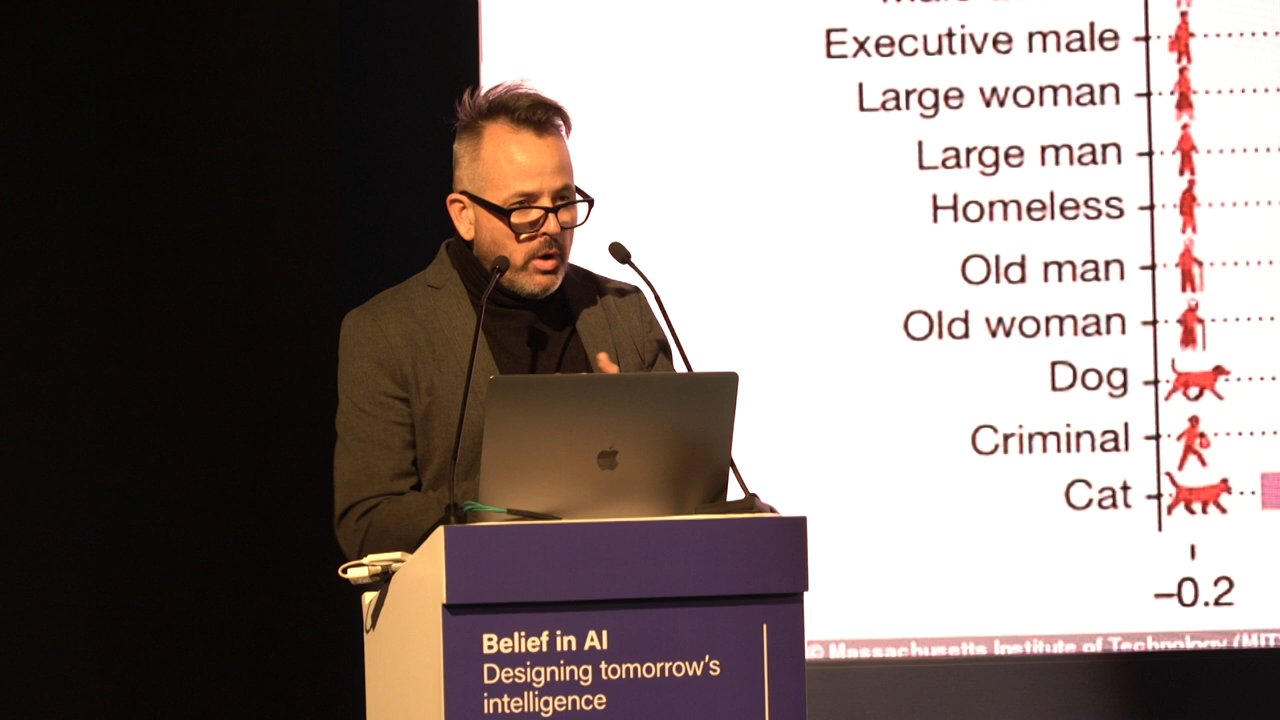 Executive male
Large woman
Large man
Homeless
Old man
Old woman
Dog
Criminal
Cat
–0.2
© Massachusetts Institute of Technology (MIT
Belief in AI
Designing tomorrow's
intelligence